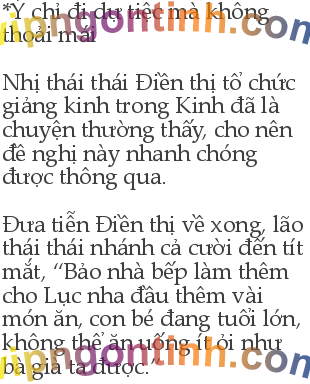 *Ý chỉ đi dự tiệc mà không
thoải mái
Nhị thái thái Điền thị tổ chức
giảng kinh trong Kinh đã là
chuyện thường thấy, cho nên
đề nghị này nhanh chóng
được thông qua.
Đưa tiễn Điền thị về xong, lão
thái thái nhánh cả cười đến tít
mắt, “Bảo nhà bếp làm thêm
cho Lục nha đầu thêm vài
món ăn, con bé đang tuổi lớn,
không thể ăn uống ít ỏi như
bà già ta được.”
vipngontinh.com
vipngontinh.com